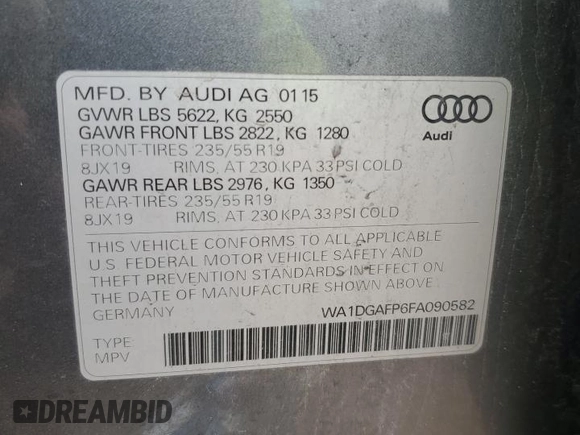 MFD. BY AUDI AG 01 15
GVWR LBS 5622, KG 2550
GAWR FRONT LBS 2822, KG 1280
FRONT-TIRES 235/55 R19
8JX19 RIMS, AT 230 KPA 33 PSI COLD
GAWR REAR LBS 2976, KG 1350
REAR-TIRES 235/55 R19
8JX19 RIMS, AT 230 KPA 33 PSI COLD
Audi
THIS VEHICLE CONFORMS TO ALL APPLICABLE
U.S. FEDERAL MOTOR VEHICLE SAFETY AND
THEFT PREVENTION STANDARDS IN EFFECT ON
THE DATE OF MANUFACTURE SHOWN ABOVE.
GERMANY WA1DGAFP6FA090582
TYPE
MPV
DREAMBID